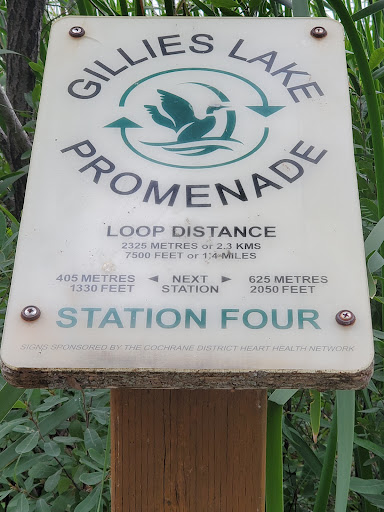 GILLIES LAKE
PROMENADE
LOOP DISTANCE
2325 METRES or 2.3 KMS
7500 FEET or 1.4 MILES
405 METRES ◄ NEXT ► 625 METRES
1330 FEET STATION 2050 FEET
STATION FOUR
SIGNS SPONSORED BY THE COCHRANE DISTRICT HEART HEALTH NETWORK